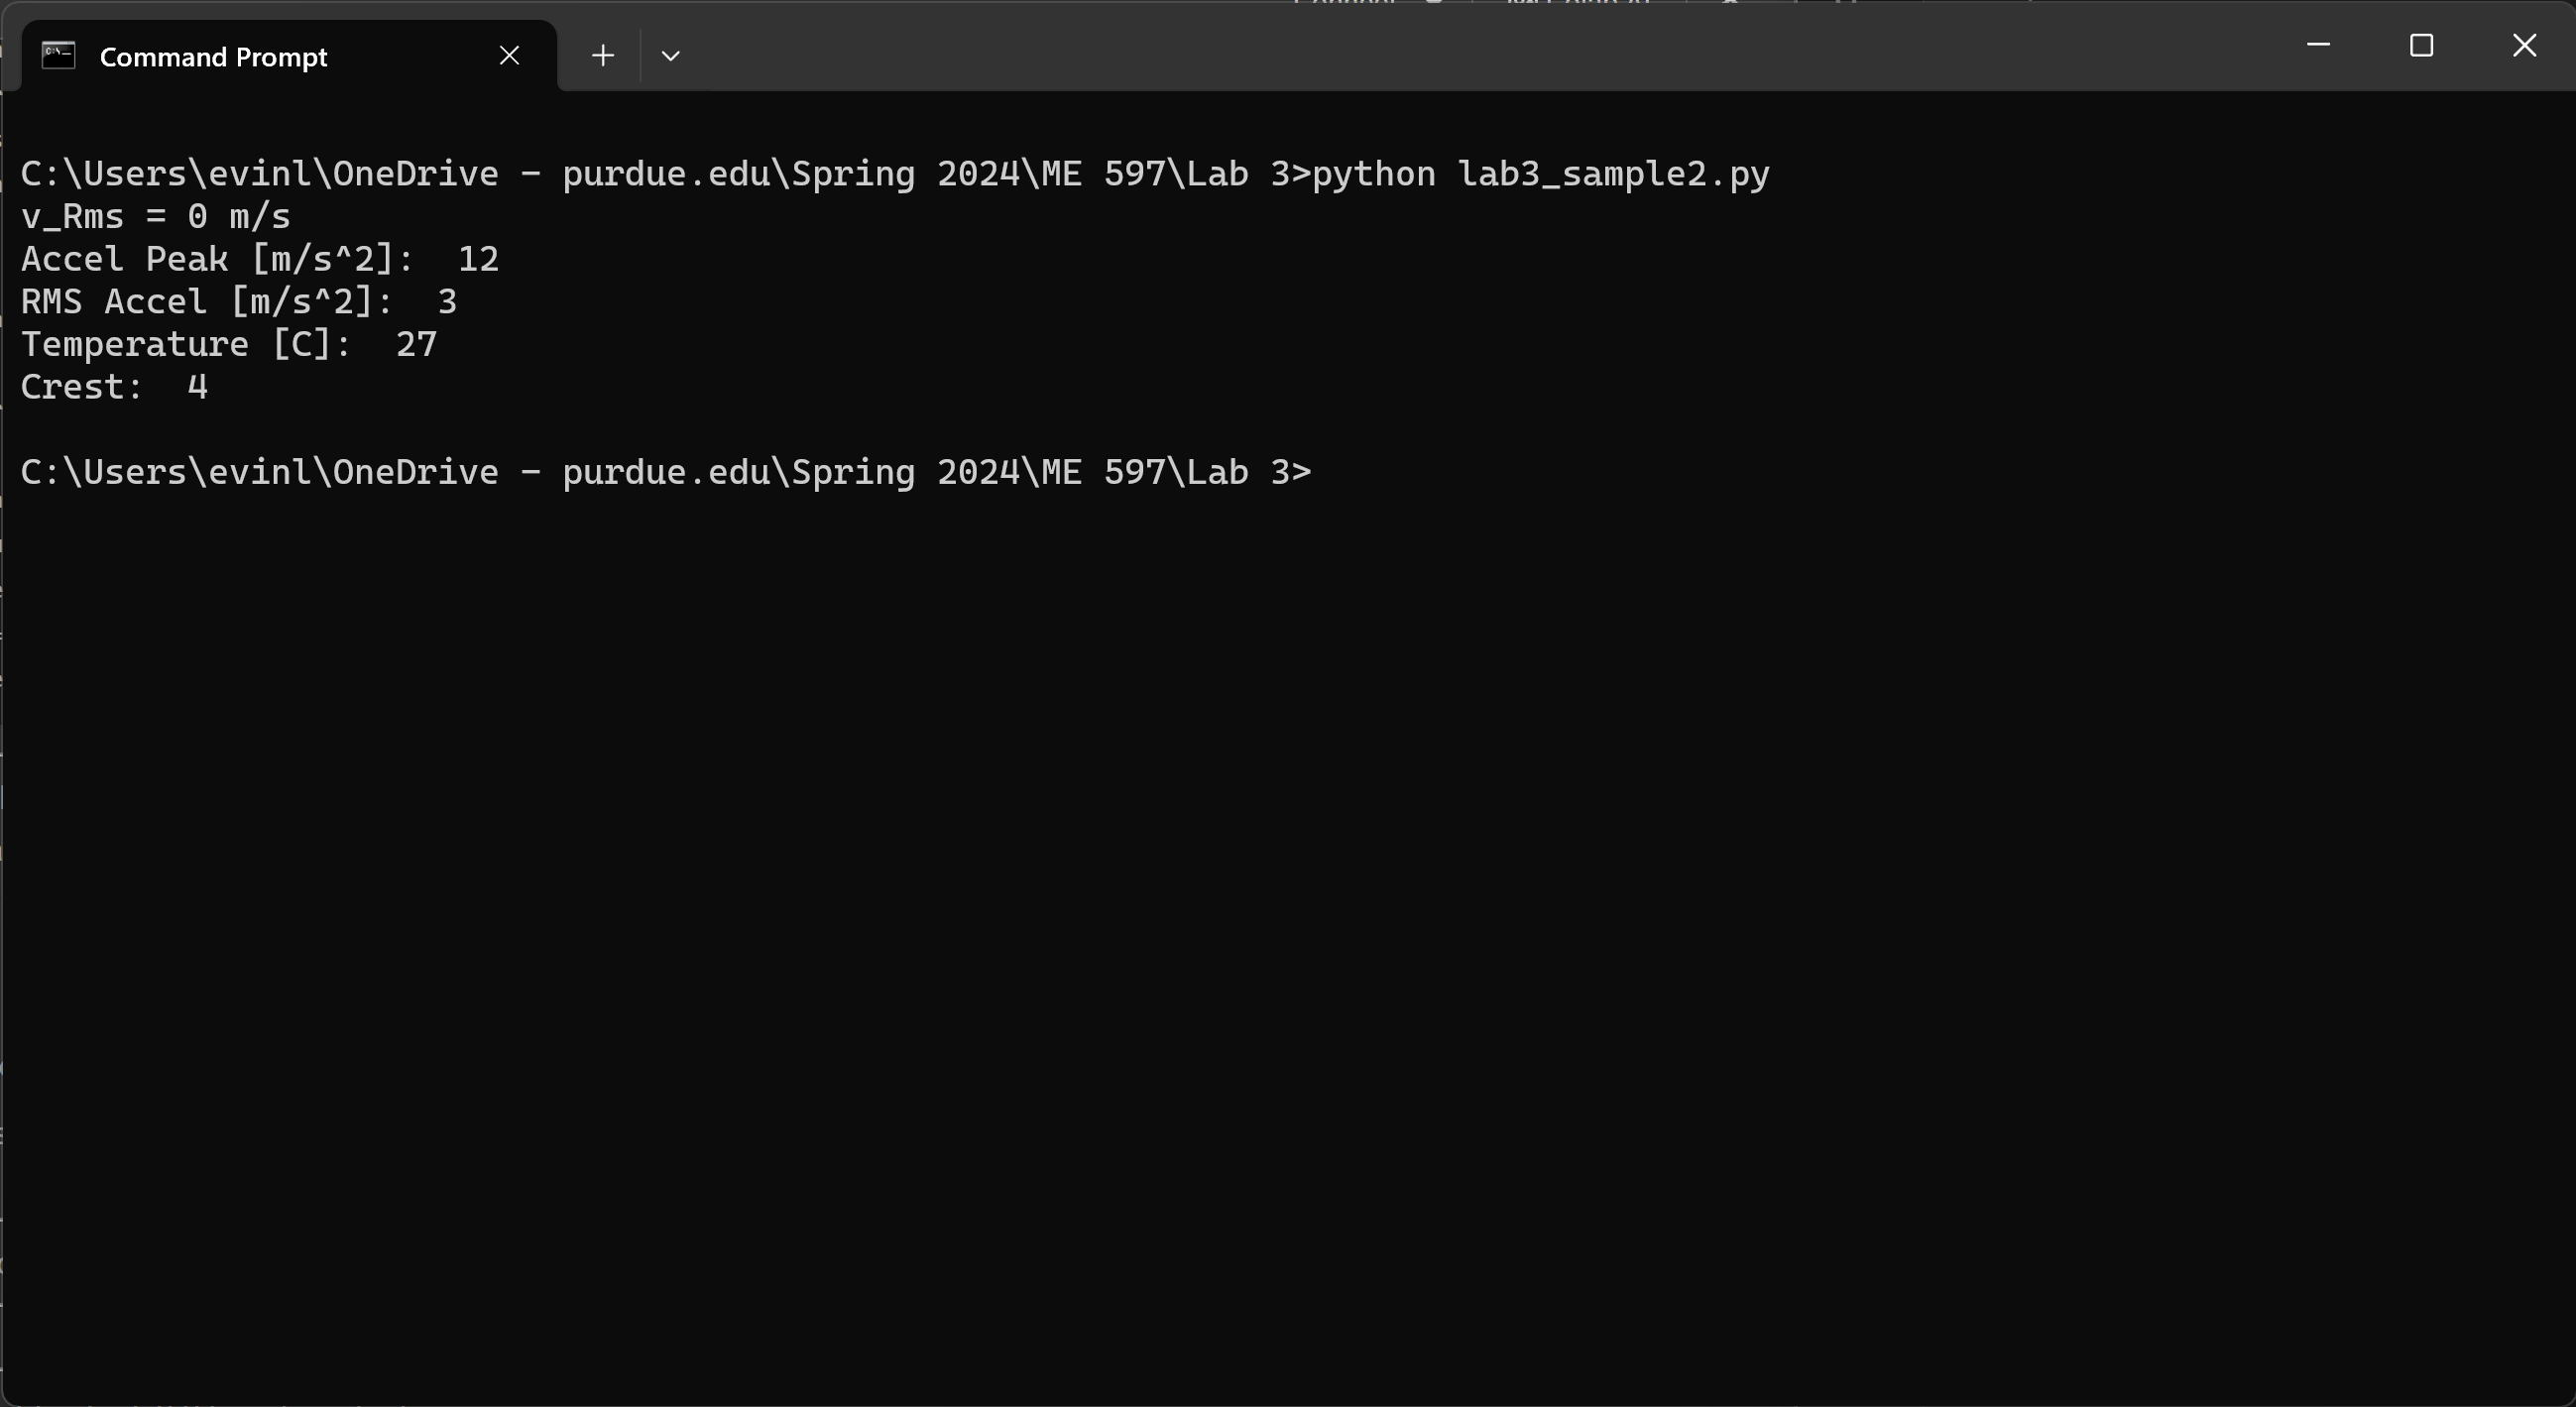 Command Prompt
C:\Users\evinl\OneDrive - purdue.edu\Spring 2024\ME 597\Lab 3>python lab3_sample2.py
v_Rms = 0 m/s
Accel Peak [m/s^2]:  12
RMS Accel [m/s^2]:  3
Temperature [C]:  27
Crest:  4
C:\Users\evinl\OneDrive - purdue.edu\Spring 2024\ME 597\Lab 3>